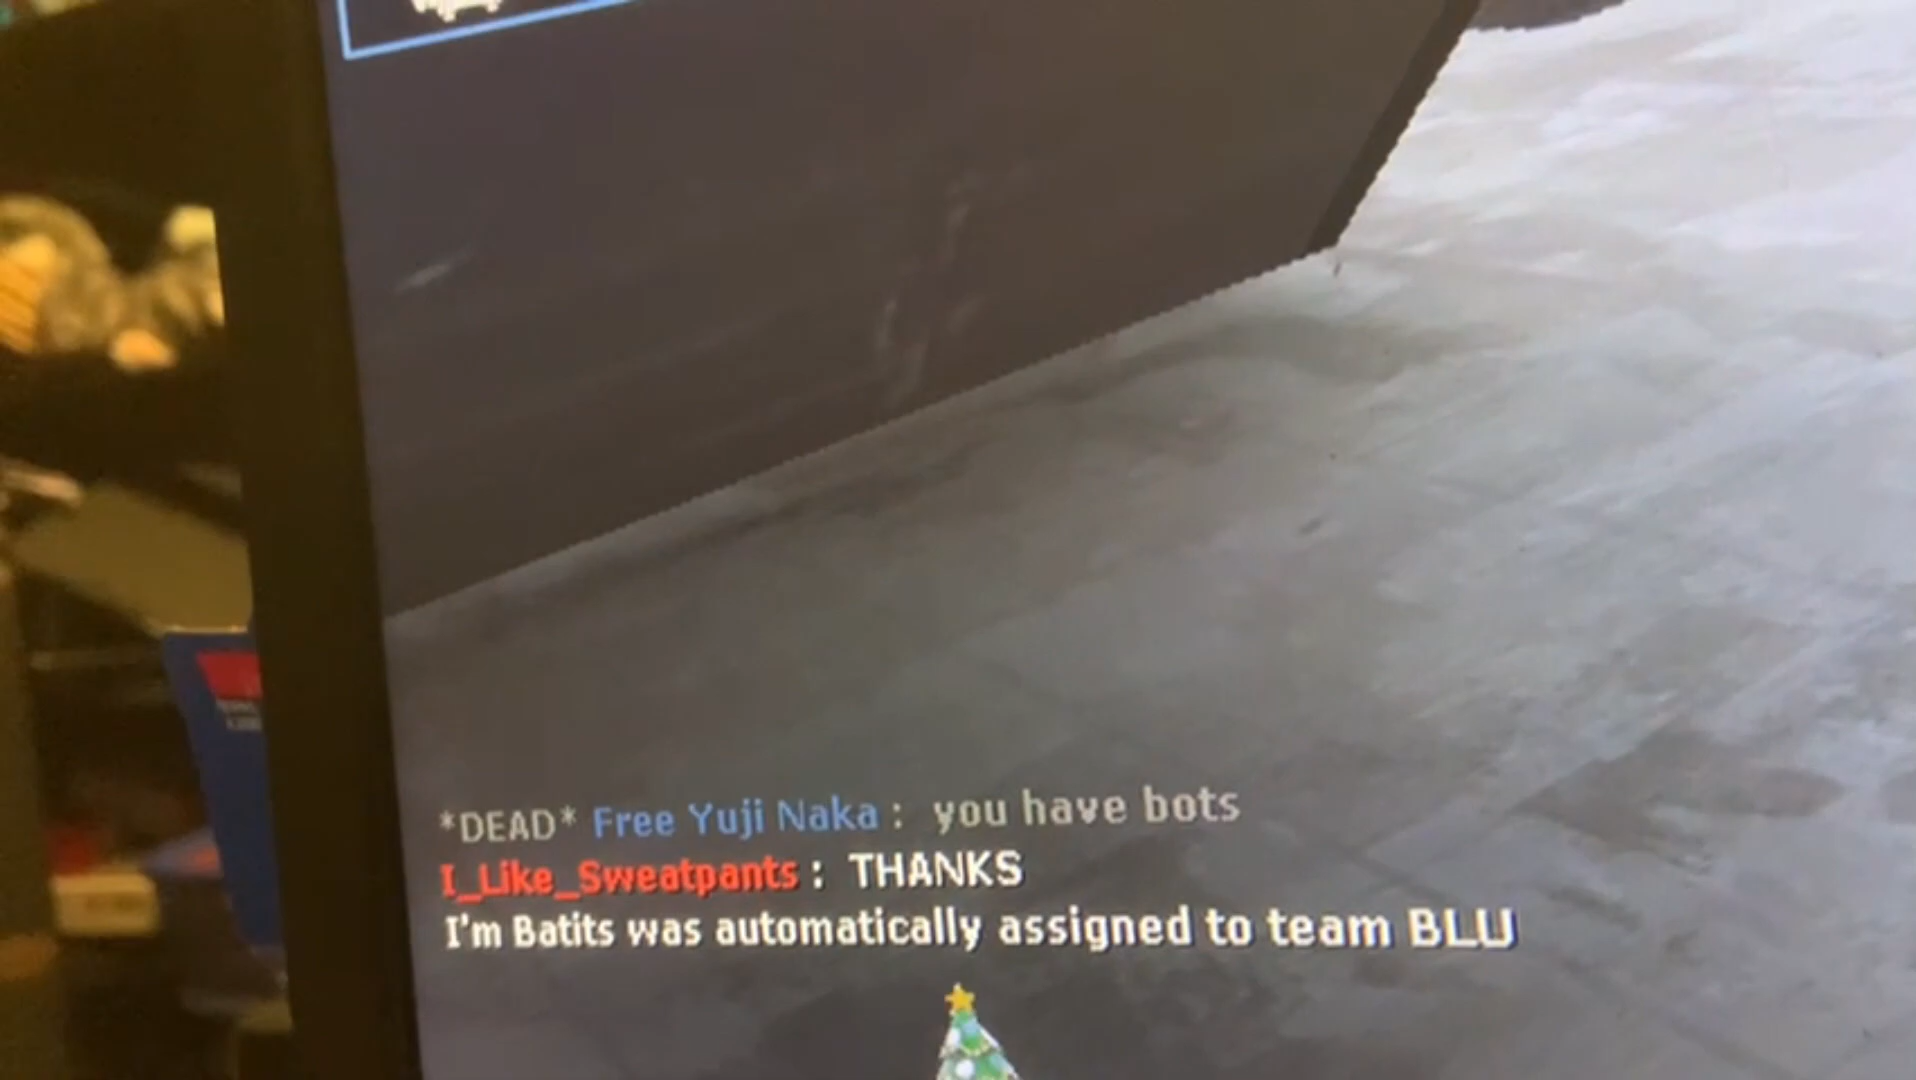 *DEAD* Free Yuji Naka : you have bots
I_Like_Sweatpants : THANKS
I'm Batits was automatically assigned to team BLU